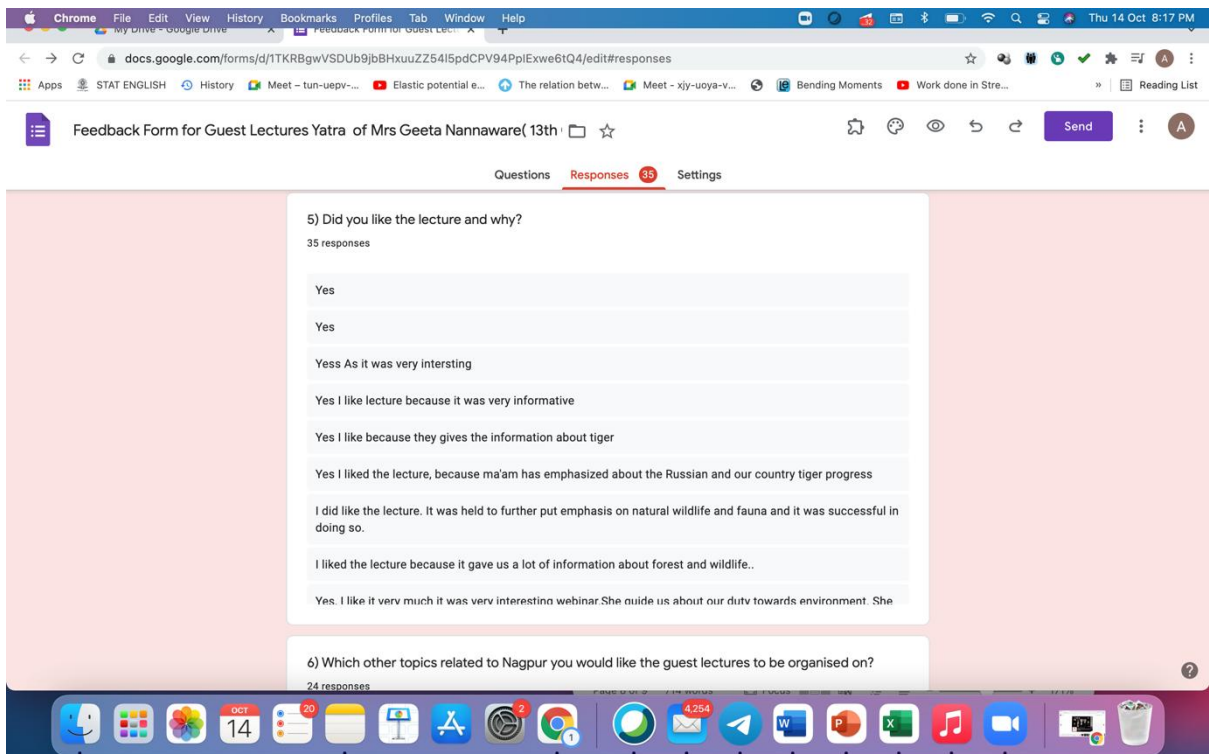 Chrome File Edit View History Bookmarks Profiles Tab Window Help
Thu 14 Oct 8:17 PM
My Drive - Google Drive
Feedback Form for Guest Lect
docs.google.com/forms/d/1TKRBgwVSDUb9jbBHxuuZZ54I5pdCPV94PpIExwe6tQ4/edit#responses
A
Apps STAT ENGLISH History Meet – tun-uepv-... Elastic potential e... The relation betw... Meet - xjy-uoya-v... Bending Moments Work done in Stre... » Reading List
Feedback Form for Guest Lectures Yatra of Mrs Geeta Nannaware( 13th
Send
A
Questions Responses 35 Settings
5) Did you like the lecture and why?
35 responses
Yes
Yes
Yess As it was very intersting
Yes I like lecture because it was very informative
Yes I like because they gives the information about tiger
Yes I liked the lecture, because ma'am has emphasized about the Russian and our country tiger progress
I did like the lecture. It was held to further put emphasis on natural wildlife and fauna and it was successful in
doing so.
I liked the lecture because it gave us a lot of information about forest and wildlife..
Yes. I like it very much it was very interesting webinar.She guide us about our duty towards environment. She
6) Which other topics related to Nagpur you would like the guest lectures to be organised on?
24 responses
?
OCT
14
20
2
1
4,254
W
P
X